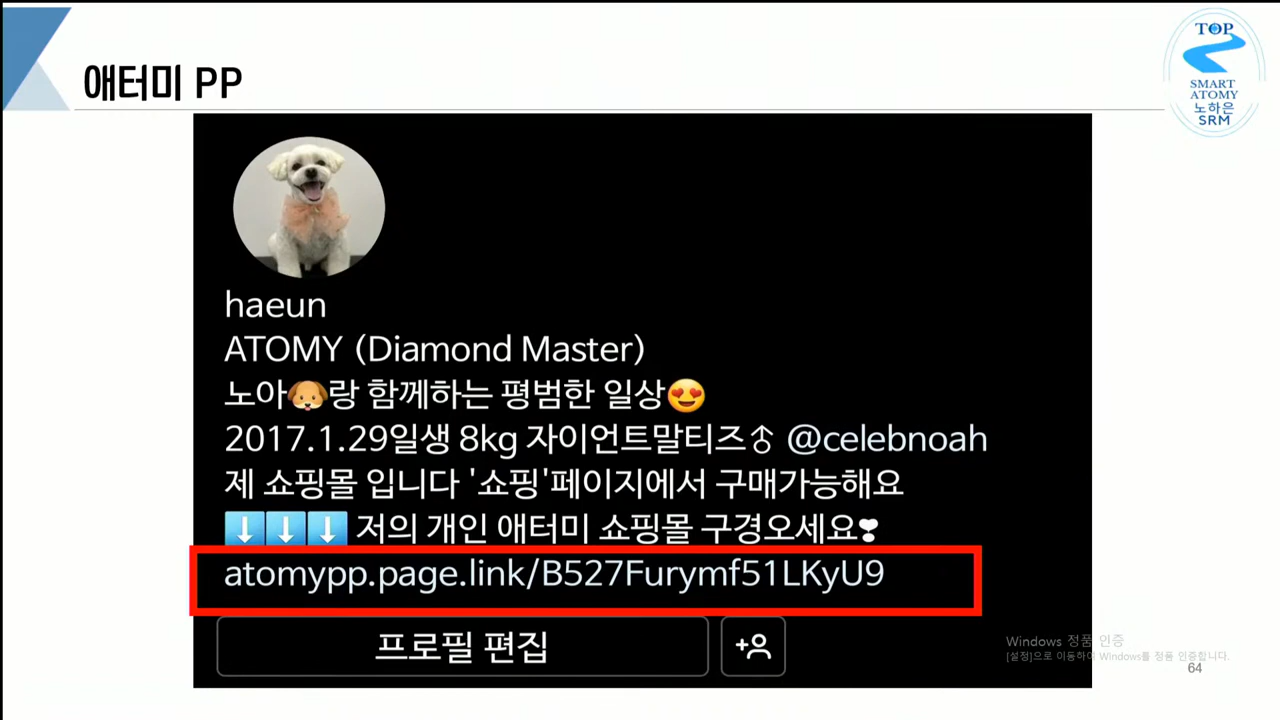 애터미 PP
TOP
SMART
ATOMY
노하은
SRM
haeun
ATOMY (Diamond Master)
노아🐶랑 함께하는 평범한 일상😍
2017.1.29일생 8kg 자이언트말티즈⚦ @celebnoah
제 쇼핑몰 입니다 '쇼핑'페이지에서 구매가능해요
⬇️⬇️⬇️ 저의 개인 애터미 쇼핑몰 구경오세요❣
atomypp.page.link/B527Furymf51LKyU9
프로필 편집
Windows 정품 인증
[설정]으로 이동하여 Windows를 정품 인증합니다.
64